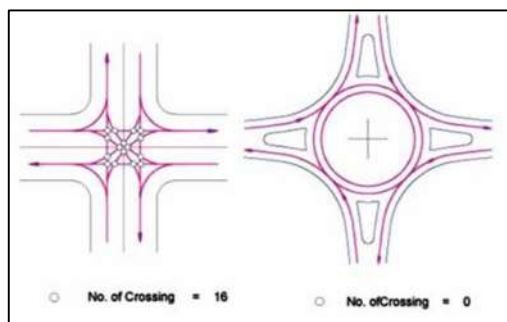 No. of Crossing = 16
No. ofCrossing = 0